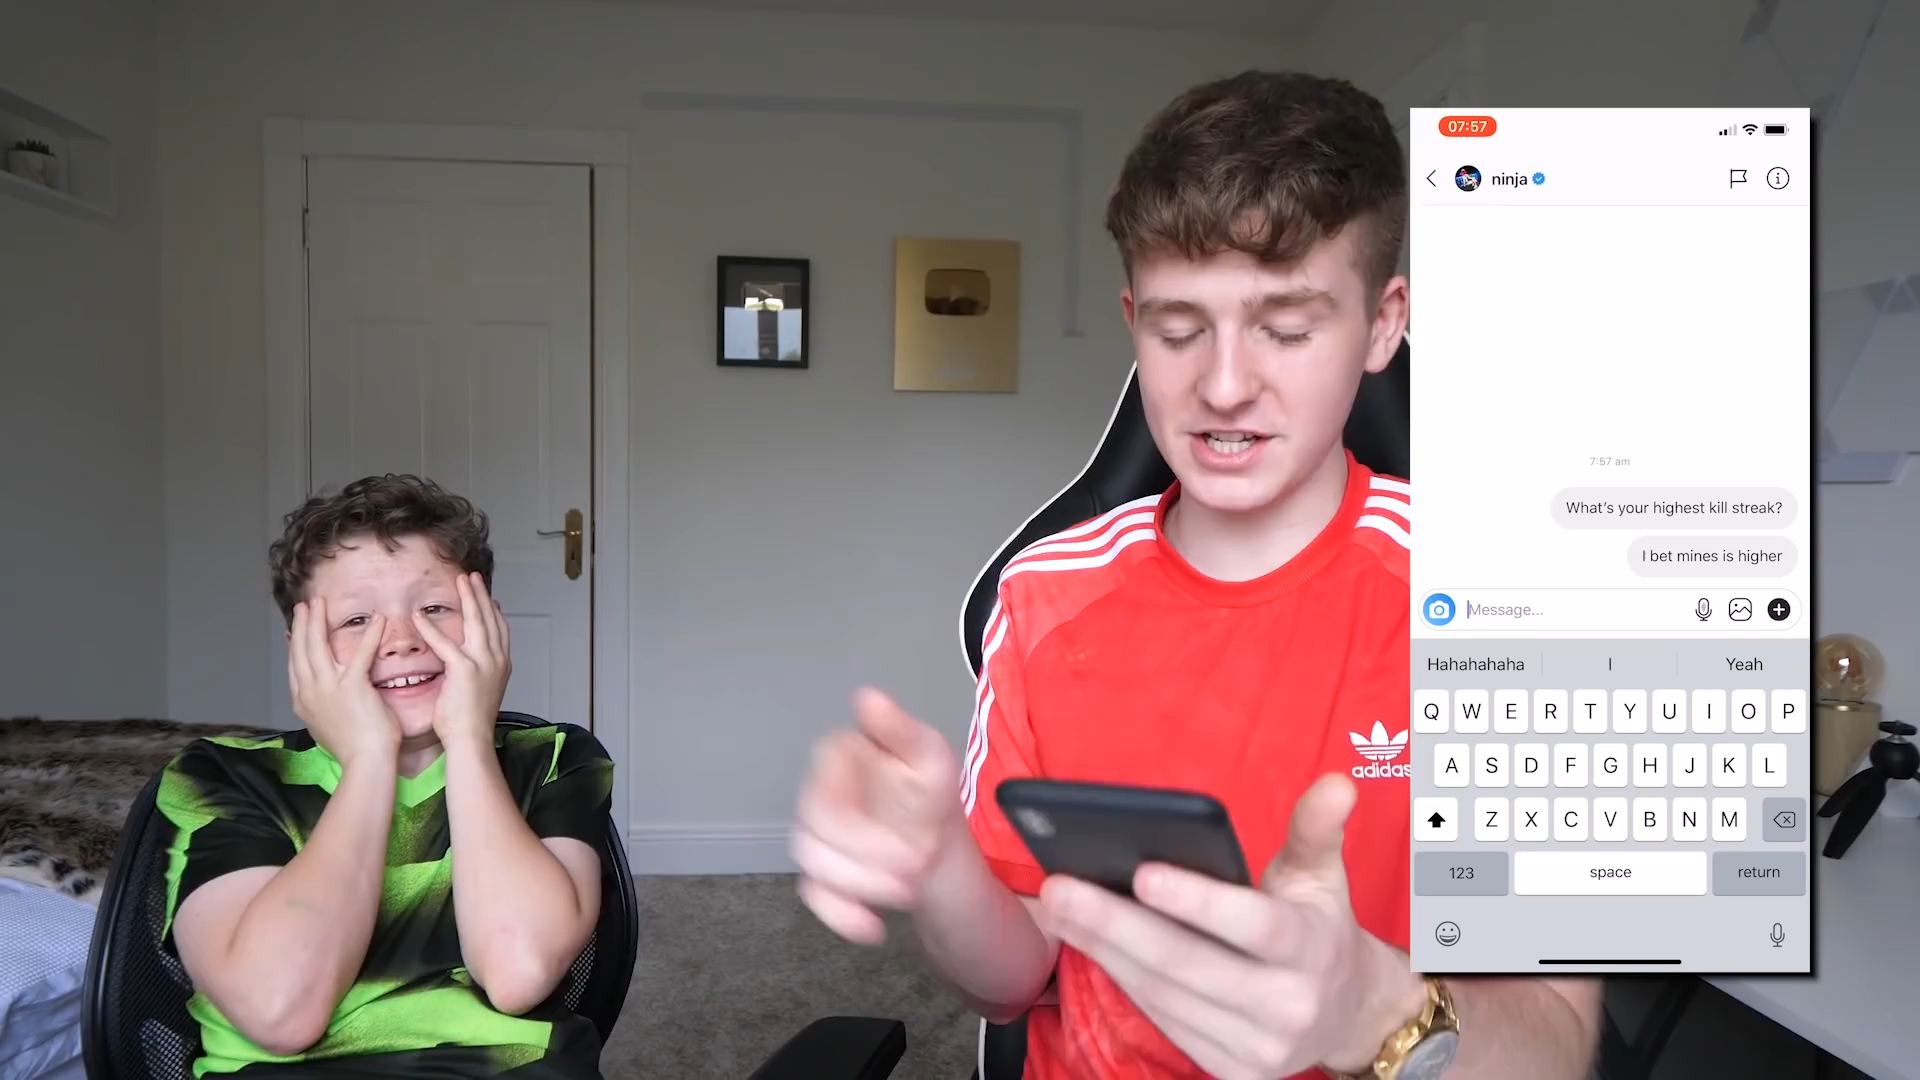 07:57
ninja
7:57 am
What's your highest kill streak?
I bet mines is higher
Message...
Hahahahaha I Yeah
Q W E R T Y U I O P
A S D F G H J K L
Z X C V B N M
123 space return
adidas